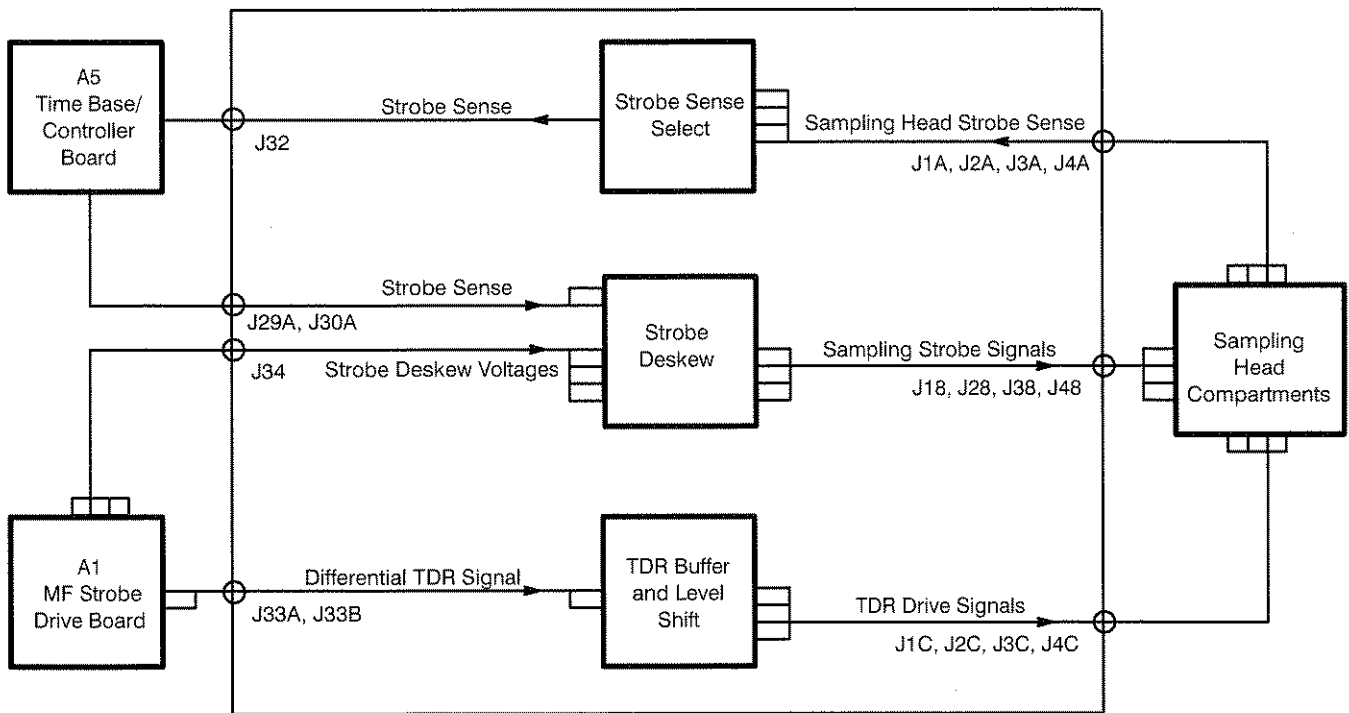 A5
Time Base/
Controller
Board
Strobe Sense
J32
Strobe Sense
Select
Sampling Head Strobe Sense
J1A, J2A, J3A, J4A
Strobe Sense
J29A, J30A
J34
Strobe Deskew Voltages
Strobe
Deskew
Sampling Strobe Signals
J18, J28, J38, J48
Sampling
Head
Compartments
A1
MF Strobe
Drive Board
Differential TDR Signal
J33A, J33B
TDR Buffer
and Level
Shift
TDR Drive Signals
J1C, J2C, J3C, J4C